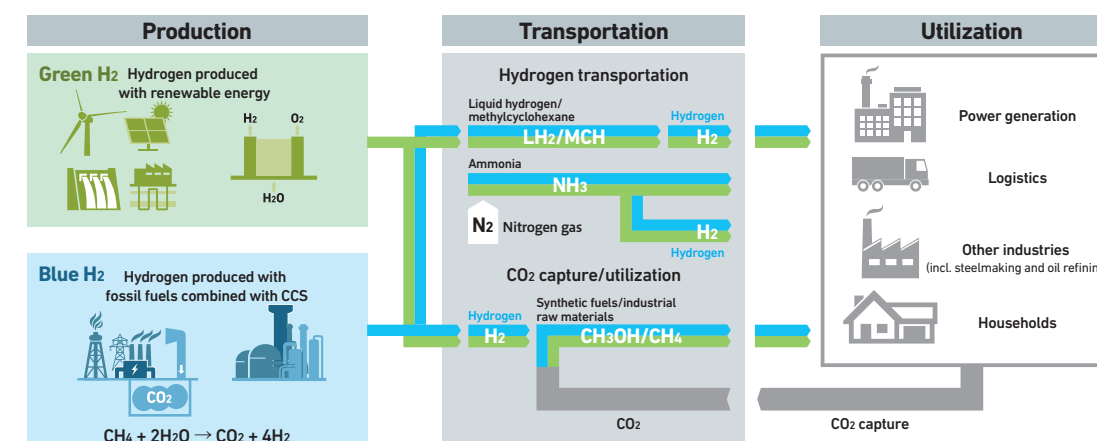 Production
Transportation
Utilization
Green H2 Hydrogen produced
with renewable energy
H2
O2
H2O
Blue H2 Hydrogen produced with
fossil fuels combined with CCS
CO2
CH4 + 2H2O → CO2 + 4H2
Hydrogen transportation
Liquid hydrogen/
methylcyclohexane
Hydrogen
LH2/MCH
H2
Ammonia
NH3
N2 Nitrogen gas
H2
Hydrogen
CO2 capture/utilization
Synthetic fuels/industrial
raw materials
Hydrogen
H2
CH3OH/CH4
CO2
Power generation
Logistics
Other industries
(incl. steelmaking and oil refinin
Households
CO2 capture